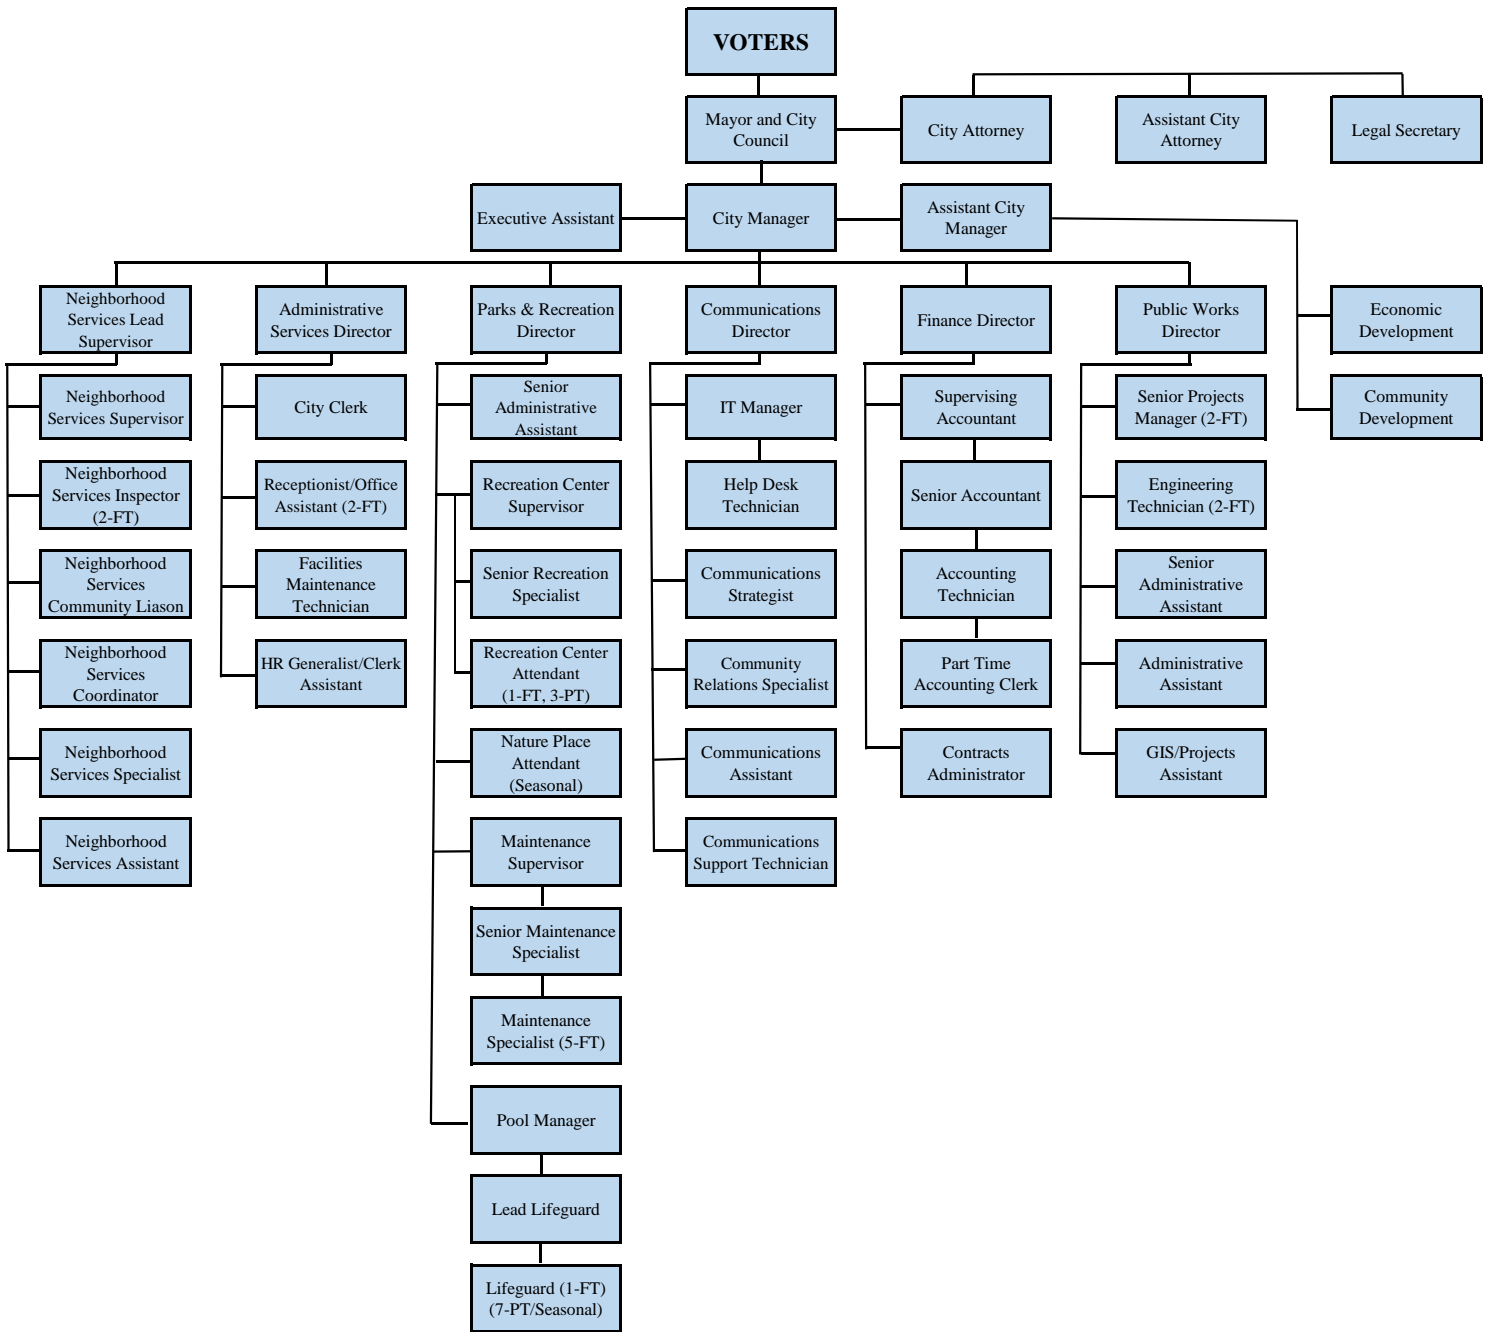 VOTERS
Mayor and City
Council
City Attorney
Assistant City
Attorney
Legal Secretary
Executive Assistant
City Manager
Assistant City
Manager
Neighborhood
Services Lead
Supervisor
Administrative
Services Director
Parks & Recreation
Director
Communications
Director
Finance Director
Public Works
Director
Economic
Development
Neighborhood
Services Supervisor
City Clerk
Senior
Administrative
Assistant
IT Manager
Supervising
Accountant
Senior Projects
Manager (2-FT)
Community
Development
Neighborhood
Services Inspector
(2-FT)
Receptionist/Office
Assistant (2-FT)
Recreation Center
Supervisor
Help Desk
Technician
Senior Accountant
Engineering
Technician (2-FT)
Neighborhood
Services
Community Liason
Facilities
Maintenance
Technician
Senior Recreation
Specialist
Communications
Strategist
Accounting
Technician
Senior
Administrative
Assistant
Neighborhood
Services
Coordinator
HR Generalist/Clerk
Assistant
Recreation Center
Attendant
(1-FT, 3-PT)
Community
Relations Specialist
Part Time
Accounting Clerk
Administrative
Assistant
Neighborhood
Services Specialist
Nature Place
Attendant
(Seasonal)
Communications
Assistant
Contracts
Administrator
GIS/Projects
Assistant
Neighborhood
Services Assistant
Maintenance
Supervisor
Communications
Support Technician
Senior Maintenance
Specialist
Maintenance
Specialist (5-FT)
Pool Manager
Lead Lifeguard
Lifeguard (1-FT)
(7-PT/Seasonal)